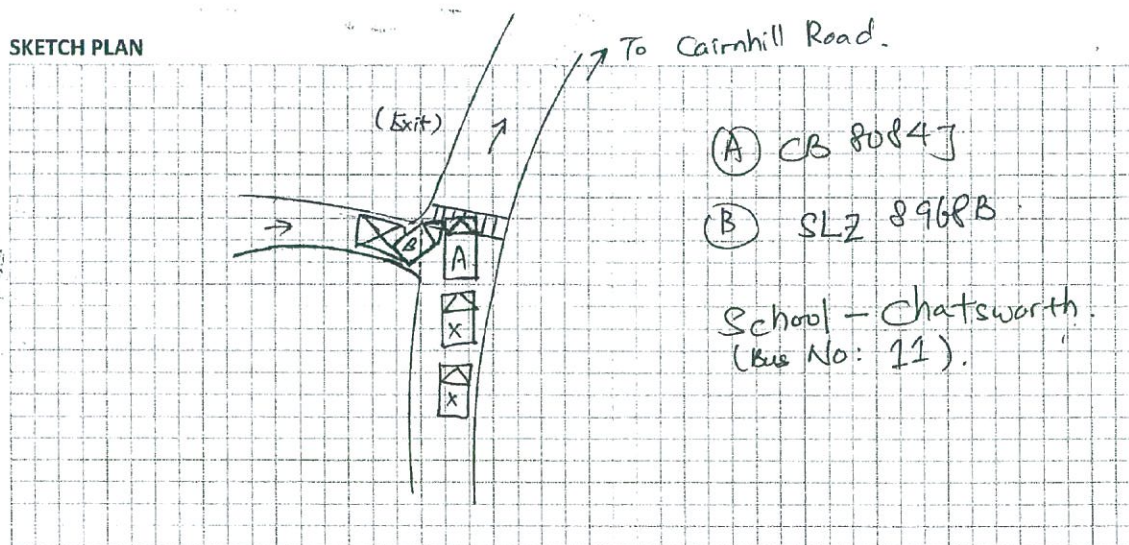 SKETCH PLAN
To Cairnhill Road.
(Exit)
A CB 8084J
B SLZ 8968B
School - Chatsworth.
(Bus No: 11).
B
A
X
X